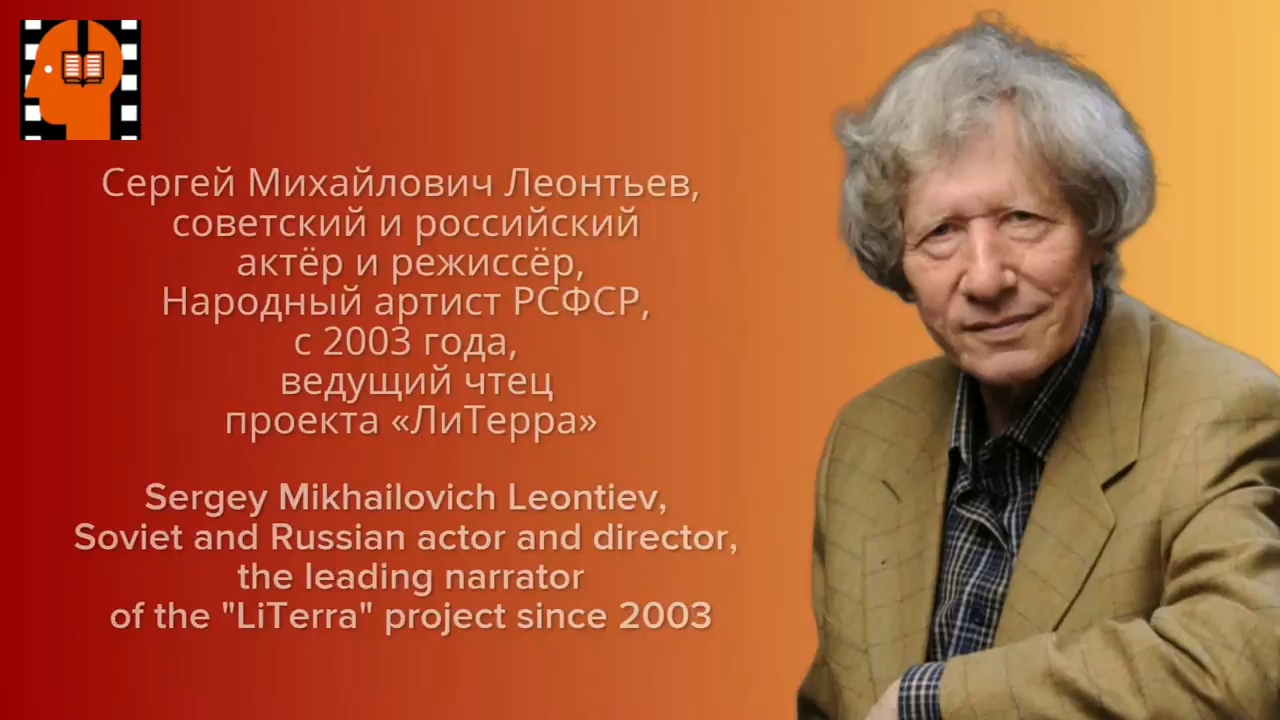 Сергей Михайлович Леонтьев,
советский и российский
актёр и режиссёр,
Народный артист РСФСР,
с 2003 года,
ведущий чтец
проекта «ЛиТерра»
Sergey Mikhailovich Leontiev,
Soviet and Russian actor and director,
the leading narrator
of the "LiTerra" project since 2003